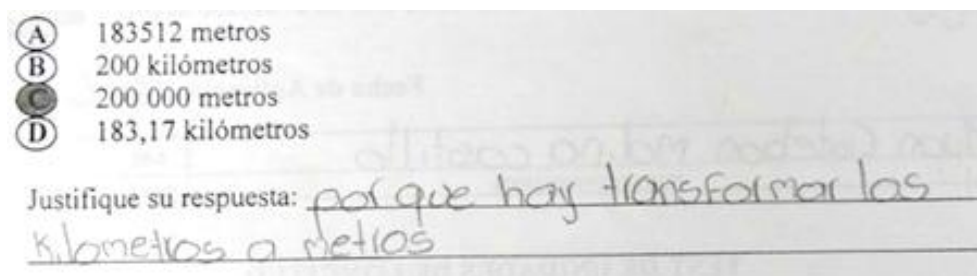 A 183512 metros
B 200 kilómetros
C 200 000 metros
D 183,17 kilómetros
Justifique su respuesta: por que hay transformar los
kilometros a metros